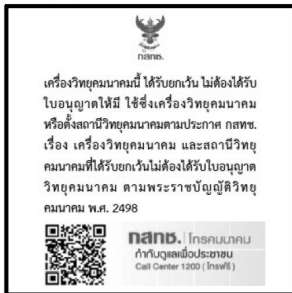 กสทช.
เครื่องวิทยุคมนาคมนี้ ได้รับยกเว้น ไม่ต้องได้รับ
ใบอนุญาตให้มี ใช้ซึ่งเครื่องวิทยุคมนาคม
หรือตั้งสถานีวิทยุคมนาคมตามประกาศ กสทช.
เรื่อง เครื่องวิทยุคมนาคม และสถานีวิทยุ
คมนาคมที่ได้รับยกเว้นไม่ต้องได้รับใบอนุญาต
วิทยุคมนาคม ตามพระราชบัญญัติวิทยุ
คมนาคม พ.ศ. 2498
กสทช. | โทรคมนาคม
กำกับดูแลเพื่อประชาชน
Call Center 1200 ( โทรฟรี )